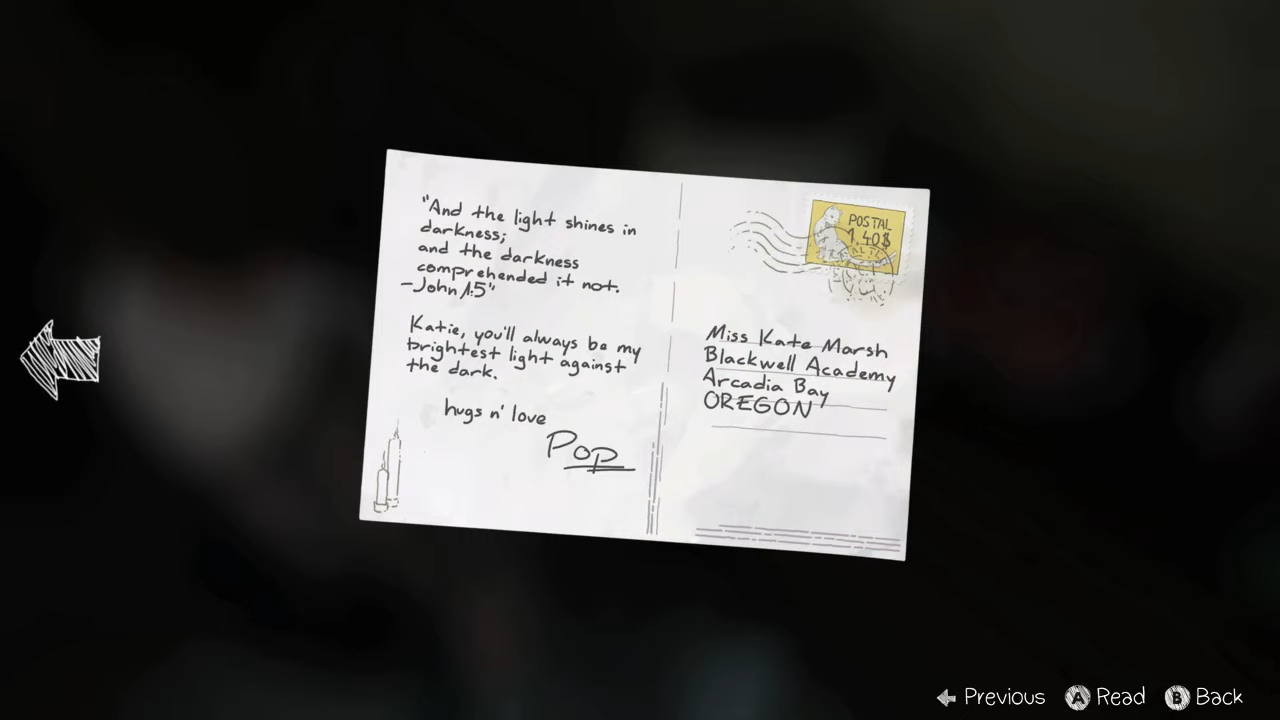 "And the light shines in
darkness;
and the darkness
comprehended it not.
-John 1:5"
Katie, you'll always be my
brightest light against
the dark.
hugs n' love
Pop
POSTAL
1.40$
Miss Kate Marsh
Blackwell Academy
Arcadia Bay
OREGON
Previous
A Read
B Back